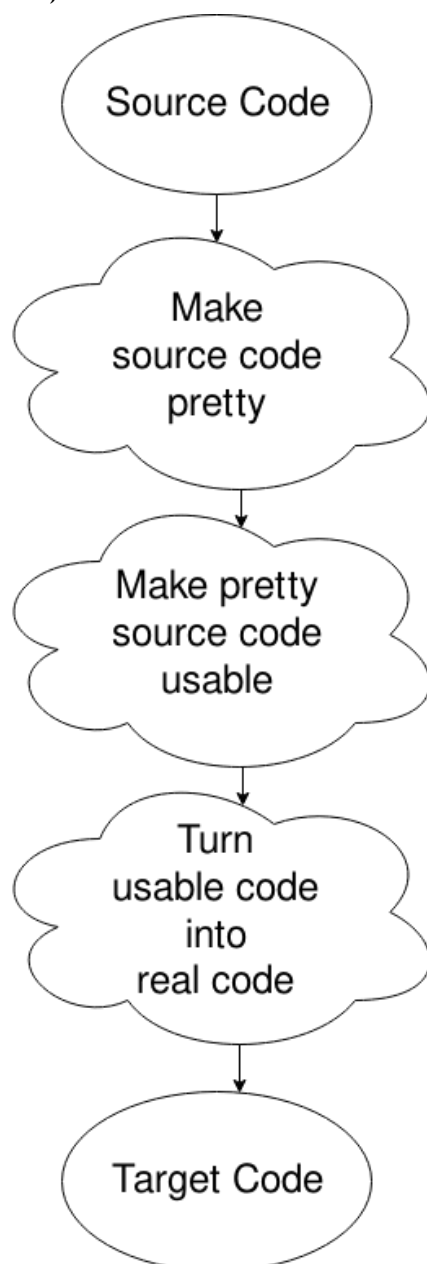 )
Source Code
Make
source code
pretty
Make pretty
source code
usable
Turn
usable code
into
real code
Target Code